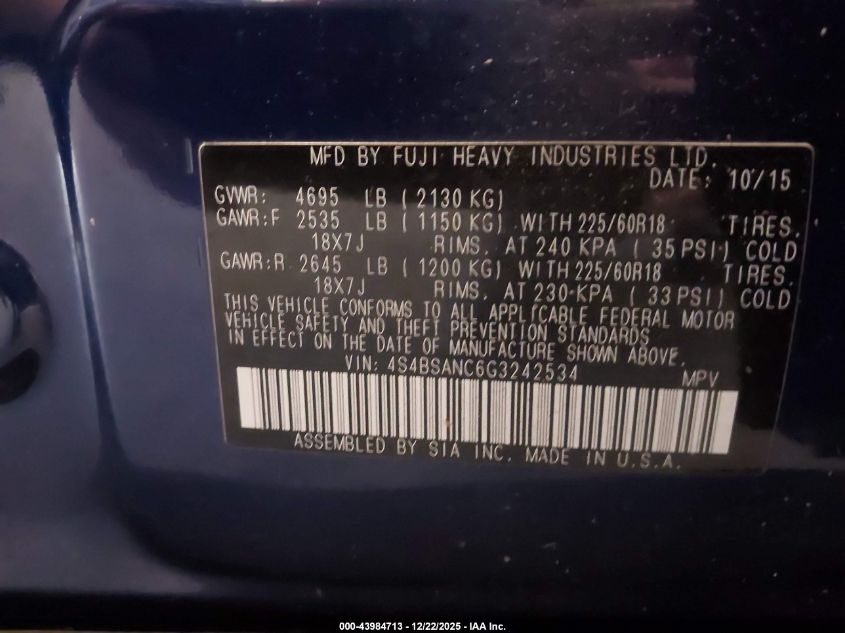 MFD BY FUJI HEAVY INDUSTRIES LTD.
DATE: 10/15
GVWR: 4695 LB ( 2130 KG)
GAWR:F 2535 LB ( 1150 KG) WITH 225/60R18 TIRES.
18X7J RIMS. AT 240 KPA ( 35 PSI) COLD
GAWR:R 2645 LB ( 1200 KG) WITH 225/60R18 TIRES.
18X7J RIMS. AT 230 KPA ( 33 PSI) COLD
THIS VEHICLE CONFORMS TO ALL APPLICABLE FEDERAL MOTOR
VEHICLE SAFETY AND THEFT PREVENTION STANDARDS
IN EFFECT ON THE DATE OF MANUFACTURE SHOWN ABOVE.
VIN: 4S4BSANC6G3242534 MPV
ASSEMBLED BY SIA INC. MADE IN U.S.A.
000-43984713 - 12/22/2025 - IAA Inc.